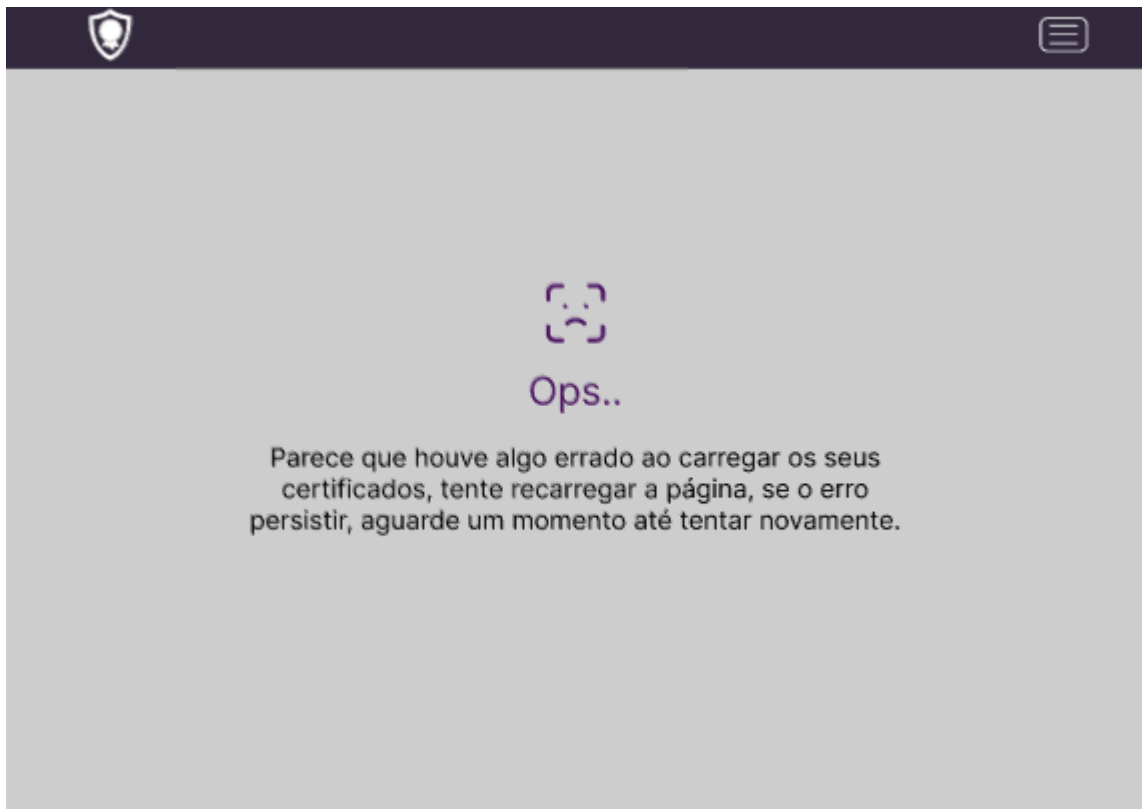 Ops..
Parece que houve algo errado ao carregar os seus
certificados, tente recarregar a página, se o erro
persistir, aguarde um momento até tentar novamente.